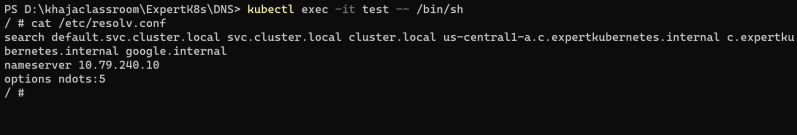 PS D:\khajaclassroom\ExpertK8s\DNS> kubectl exec -it test -- /bin/sh
/ # cat /etc/resolv.conf
search default.svc.cluster.local svc.cluster.local cluster.local us-central1-a.c.expertkubernetes.internal c.expertku
bernetes.internal google.internal
nameserver 10.79.240.10
options ndots:5
/ #